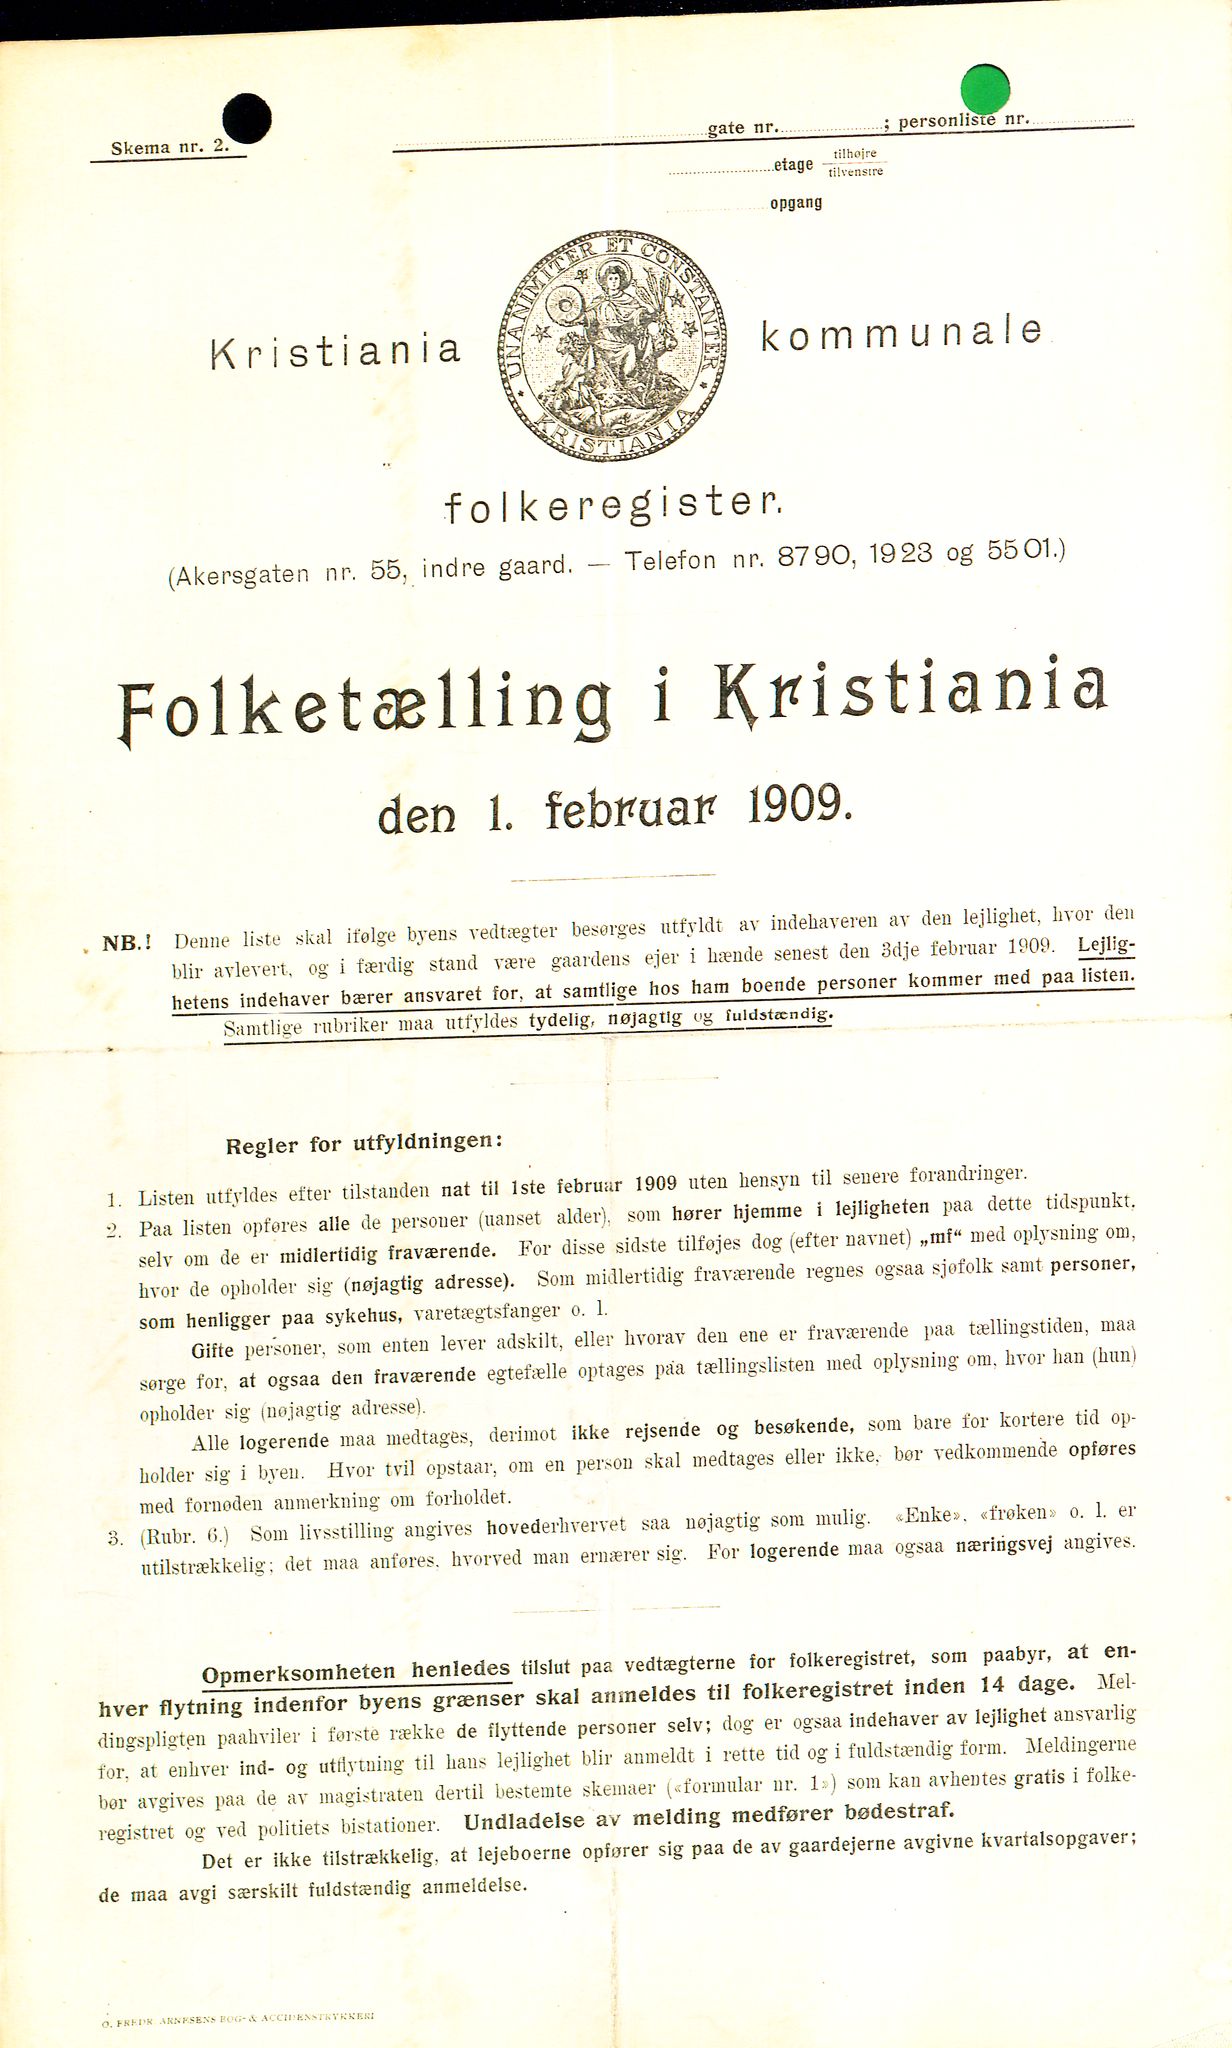 Skema nr. 2.
gate nr. ; personliste nr.
etage tilhøjre
tilvenstre
opgang
UNANIMITER ET CONSTANTER
KRISTIANIA
Kristiania kommunale
folkeregister.
(Akersgaten nr. 55, indre gaard. — Telefon nr. 8790, 1923 og 5501.)
Folketælling i Kristiania
den 1. februar 1909.
NB.! Denne liste skal ifølge byens vedtægter besørges utfyldt av indehaveren av den lejlighet, hvor den
blir avlevert, og i færdig stand være gaardens ejer i hænde senest den 3dje februar 1909. Lejlig-
hetens indehaver bærer ansvaret for, at samtlige hos ham boende personer kommer med paa listen.
Samtlige rubriker maa utfyldes tydelig, nøjagtig og fuldstændig.
Regler for utfyldningen:
1. Listen utfyldes efter tilstanden nat til 1ste februar 1909 uten hensyn til senere forandringer.
2. Paa listen opføres alle de personer (uanset alder), som hører hjemme i lejligheten paa dette tidspunkt,
selv om de er midlertidig fraværende. For disse sidste tilføjes dog (efter navnet) „mf“ med oplysning om,
hvor de opholder sig (nøjagtig adresse). Som midlertidig fraværende regnes ogsaa sjøfolk samt personer,
som henligger paa sykehus, varetægtsfanger o. l.
Gifte personer, som enten lever adskilt, eller hvorav den ene er fraværende paa tællingstiden, maa
sørge for, at ogsaa den fraværende egtefælle optages paa tællingslisten med oplysning om, hvor han (hun)
opholder sig (nøjagtig adresse).
Alle logerende maa medtages, derimot ikke rejsende og besøkende, som bare for kortere tid op-
holder sig i byen. Hvor tvil opstaar, om en person skal medtages eller ikke, bør vedkommende opføres
med fornøden anmerkning om forholdet.
3. (Rubr. 6.) Som livsstilling angives hovederhvervet saa nøjagtig som mulig. «Enke», «frøken» o. l. er
utilstrækkelig; det maa anføres, hvorved man ernærer sig. For logerende maa ogsaa næringsvej angives.
Opmerksomheten henledes tilslut paa vedtægterne for folkeregistret, som paabyr, at en-
hver flytning indenfor byens grænser skal anmeldes til folkeregistret inden 14 dage. Mel-
dingspligten paahviler i første række de flyttende personer selv; dog er ogsaa indehaver av lejlighet ansvarlig
for, at enhver ind- og utflytning til hans lejlighet blir anmeldt i rette tid og i fuldstændig form. Meldingerne
bør avgives paa de av magistraten dertil bestemte skemaer («formular nr. 1») som kan avhentes gratis i folke-
registret og ved politiets bistationer. Undladelse av melding medfører bødestraf.
Det er ikke tilstrækkelig, at lejeboerne opfører sig paa de av gaardejerne avgivne kvartalsopgaver;
de maa avgi særskilt fuldstændig anmeldelse.
O. FREDR. ARNESENS BOG- & ACCIDENSTRYKKERI